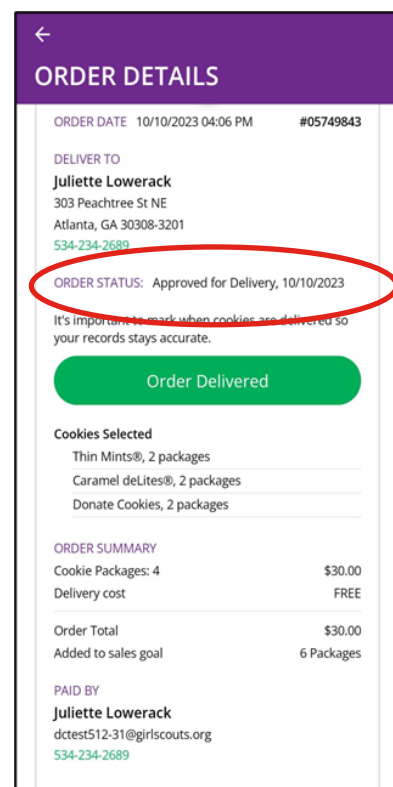 ORDER DETAILS
ORDER DATE 10/10/2023 04:06 PM #05749843
DELIVER TO
Juliette Lowerack
303 Peachtree St NE
Atlanta, GA 30308-3201
534-234-2689
ORDER STATUS: Approved for Delivery, 10/10/2023
It's important to mark when cookies are delivered so
your records stays accurate.
Order Delivered
Cookies Selected
Thin Mints®, 2 packages
Caramel deLites®, 2 packages
Donate Cookies, 2 packages
ORDER SUMMARY
Cookie Packages: 4 $30.00
Delivery cost FREE
Order Total $30.00
Added to sales goal 6 Packages
PAID BY
Juliette Lowerack
dctest512-31@girlscouts.org
534-234-2689